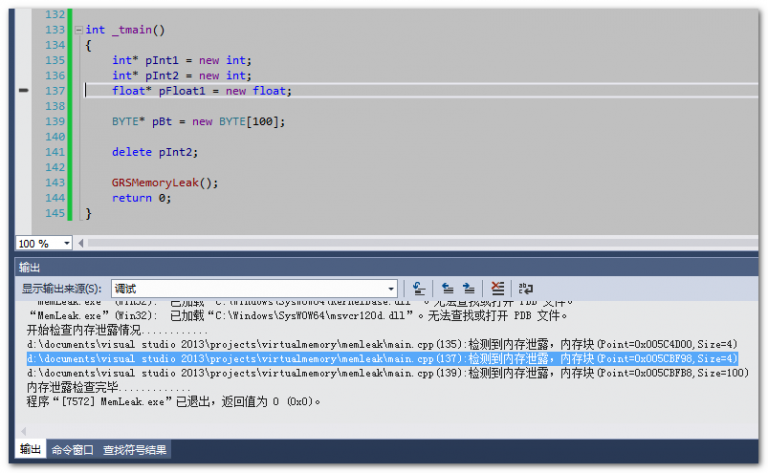 132
133 int _tmain()
134 {
135 int* pInt1 = new int;
136 int* pInt2 = new int;
137 float* pFloat1 = new float;
138
139 BYTE* pBt = new BYTE[100];
140
141 delete pInt2;
142
143 GRSMemoryLeak();
144 return 0;
145 }
100 %
输出
显示输出来源(S): 调试
“MemLeak.exe”(Win32): 已加载“C:\Windows\SysWOW64\KernelBase.dll”。无法查找或打开 PDB 文件。
“MemLeak.exe”(Win32): 已加载“C:\Windows\SysWOW64\msvcr120d.dll”。无法查找或打开 PDB 文件。
开始检查内存泄露情况............
d:\documents\visual studio 2013\projects\virtualmemory\memleak\main.cpp(135):检测到内存泄露，内存块(Point=0x005C4D00,Size=4)
d:\documents\visual studio 2013\projects\virtualmemory\memleak\main.cpp(137):检测到内存泄露，内存块(Point=0x005CBF98,Size=4)
d:\documents\visual studio 2013\projects\virtualmemory\memleak\main.cpp(139):检测到内存泄露，内存块(Point=0x005CBFB8,Size=100)
内存泄露检查完毕.............
程序“[7572] MemLeak.exe”已退出，返回值为 0 (0x0)。
输出 命令窗口 查找符号结果